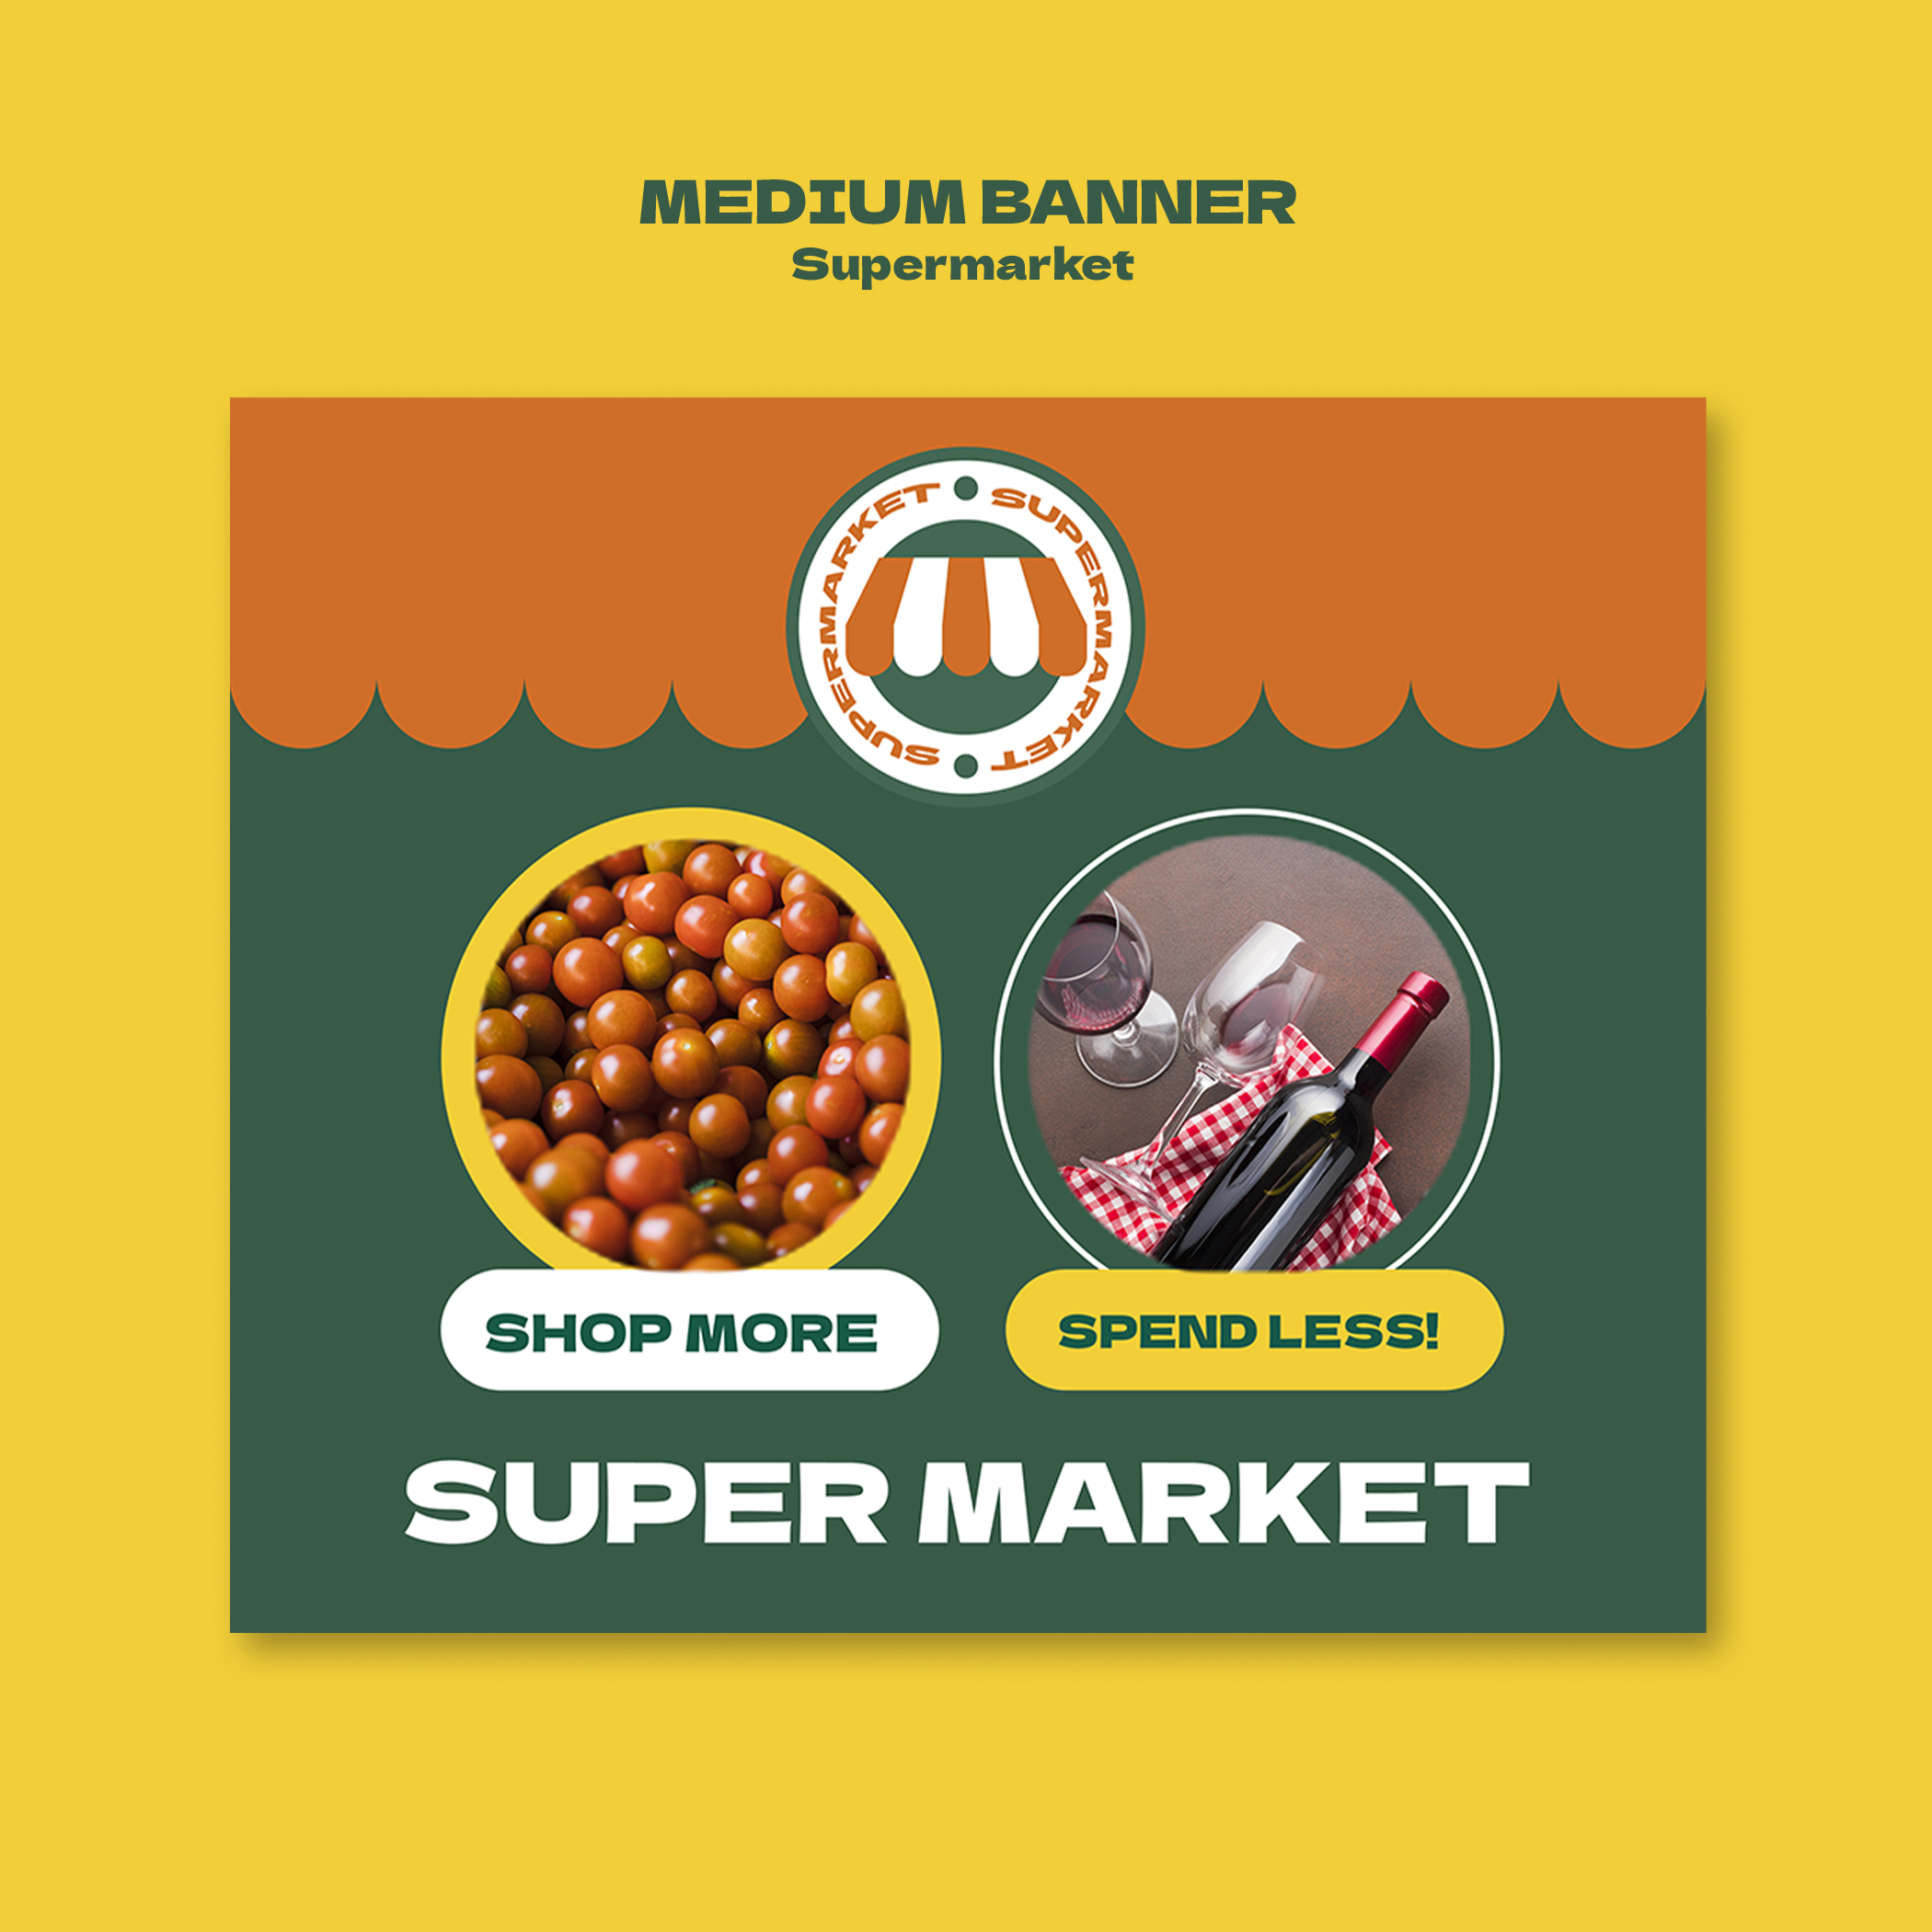 MEDIUM BANNER
Supermarket
SUPERMARKET
SUPERMARKET
SHOP MORE
SPEND LESS!
SUPER MARKET